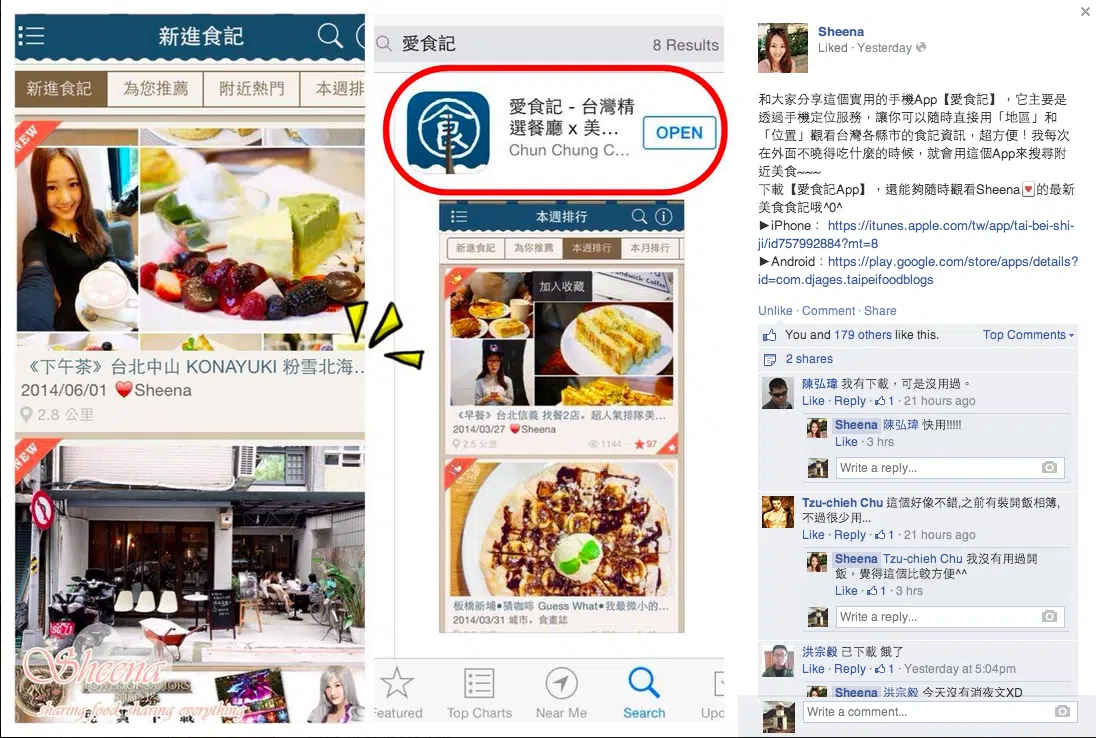 新進食記
新進食記
為您推薦
附近熱門
本週排
NEW
《下午茶》台北中山 KONAYUKI 粉雪北海...
2014/06/01 ❤Sheena
2.8 公里
NEW
Sheena
TOWER OF SAVIORS
sharing food, sharing everything
愛食記
8 Results
食
愛食記 - 台灣精
選餐廳 x 美...
Chun Chung C...
OPEN
本週排行
新進食記
為你推薦
本週排行
本月排行
加入收藏
《早餐》台北信義 找餐2店。超人氣排隊美...
2014/03/27 ❤Sheena
2.5 公里
1144
★97
板橋新埔●猜咖啡 Guess What●我最微小的...
2014/03/31 城市。食畫誌
Featured
Top Charts
Near Me
Search
Upd
Sheena
Liked · Yesterday
和大家分享這個實用的手機App【愛食記】，它主要是
透過手機定位服務，讓你可以隨時直接用「地區」和
「位置」觀看台灣各縣市的食記資訊，超方便！我每次
在外面不曉得吃什麼的時候，就會用這個App來搜尋附
近美食~~~
下載【愛食記App】，還能夠隨時觀看Sheena💌的最新
美食食記哦^0^
►iPhone： https://itunes.apple.com/tw/app/tai-bei-shi-
ji/id757992884?mt=8
►Android：https://play.google.com/store/apps/details?
id=com.djages.taipeifoodblogs
Unlike · Comment · Share
You and 179 others like this.
Top Comments
2 shares
陳弘瑋 我有下載，可是沒用過。
Like · Reply · 1 · 21 hours ago
Sheena 陳弘瑋 快用!!!!!
Like · 3 hrs
Write a reply...
Tzu-chieh Chu 這個好像不錯,之前有裝開飯相簿,
不過很少用...
Like · Reply · 1 · 21 hours ago
Sheena Tzu-chieh Chu 我沒有用過開
飯，覺得這個比較方便^^
Like · 1 · 3 hrs
Write a reply...
洪宗毅 已下載 餓了
Like · Reply · 1 · Yesterday at 5:04pm
Sheena 洪宗毅 今天沒有消夜文XD
Write a comment...